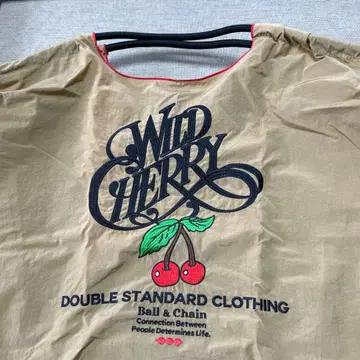 WILD
CHERRY
DOUBLE STANDARD CLOTHING
Ball & Chain
Connection Between
People Determines Life.